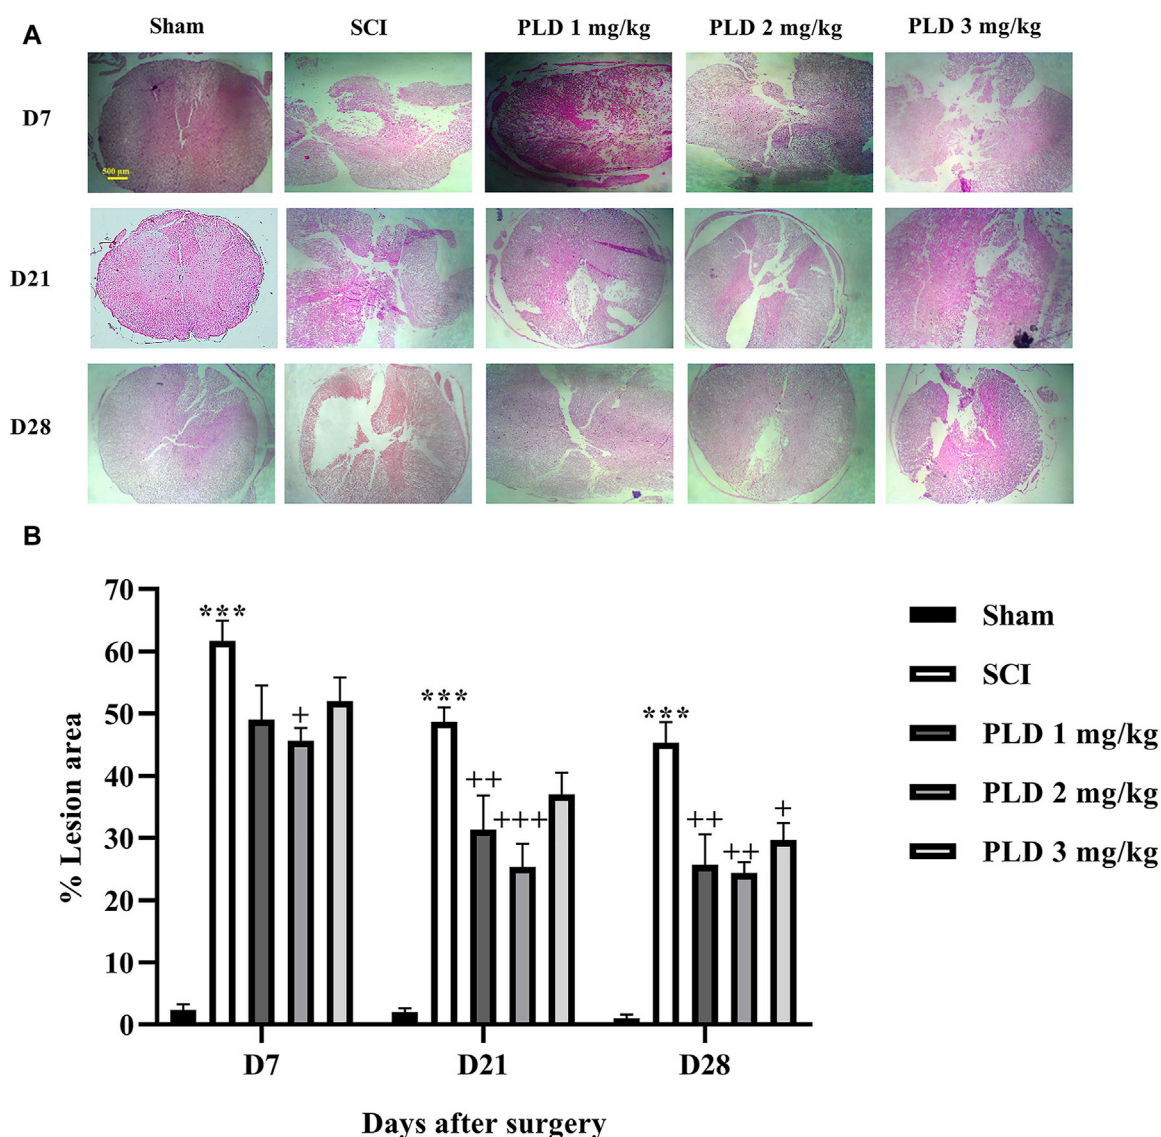 A
Sham SCI PLD 1 mg/kg PLD 2 mg/kg PLD 3 mg/kg
D7
500 μm
D21
D28
B
70
60
50
40
30
20
10
0
% Lesion area
***
+
***
++
+++
***
++
++
+
D7 D21 D28
Days after surgery
Sham
SCI
PLD 1 mg/kg
PLD 2 mg/kg
PLD 3 mg/kg